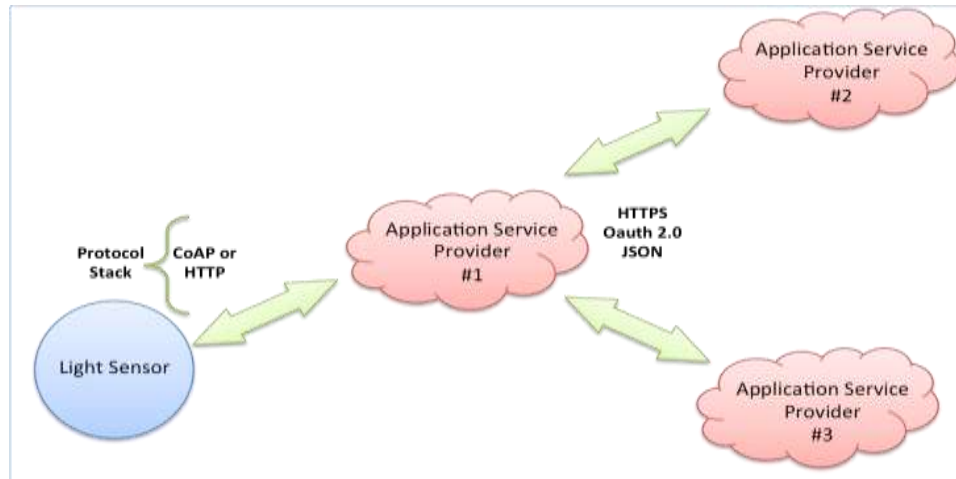 Application Service
Provider
#2
Application Service
Provider
#1
HTTPS
Oauth 2.0
JSON
Protocol
Stack
CoAP or
HTTP
Light Sensor
Application Service
Provider
#3